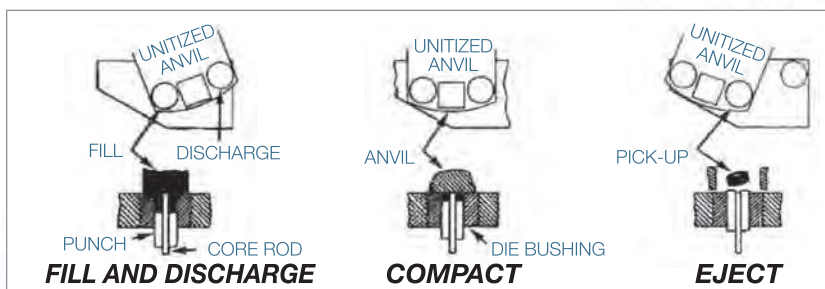 UNITIZED
ANVIL
FILL
DISCHARGE
PUNCH
CORE ROD
FILL AND DISCHARGE
UNITIZED
ANVIL
ANVIL
DIE BUSHING
COMPACT
UNITIZED
ANVIL
PICK-UP
EJECT